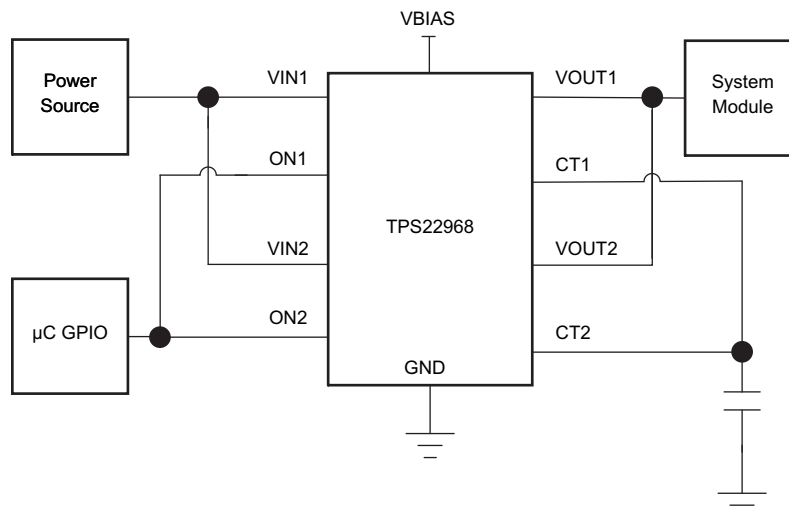 VBIAS
Power
Source
VIN1
VOUT1
System
Module
ON1
CT1
TPS22968
VIN2
VOUT2
µC GPIO
ON2
CT2
GND